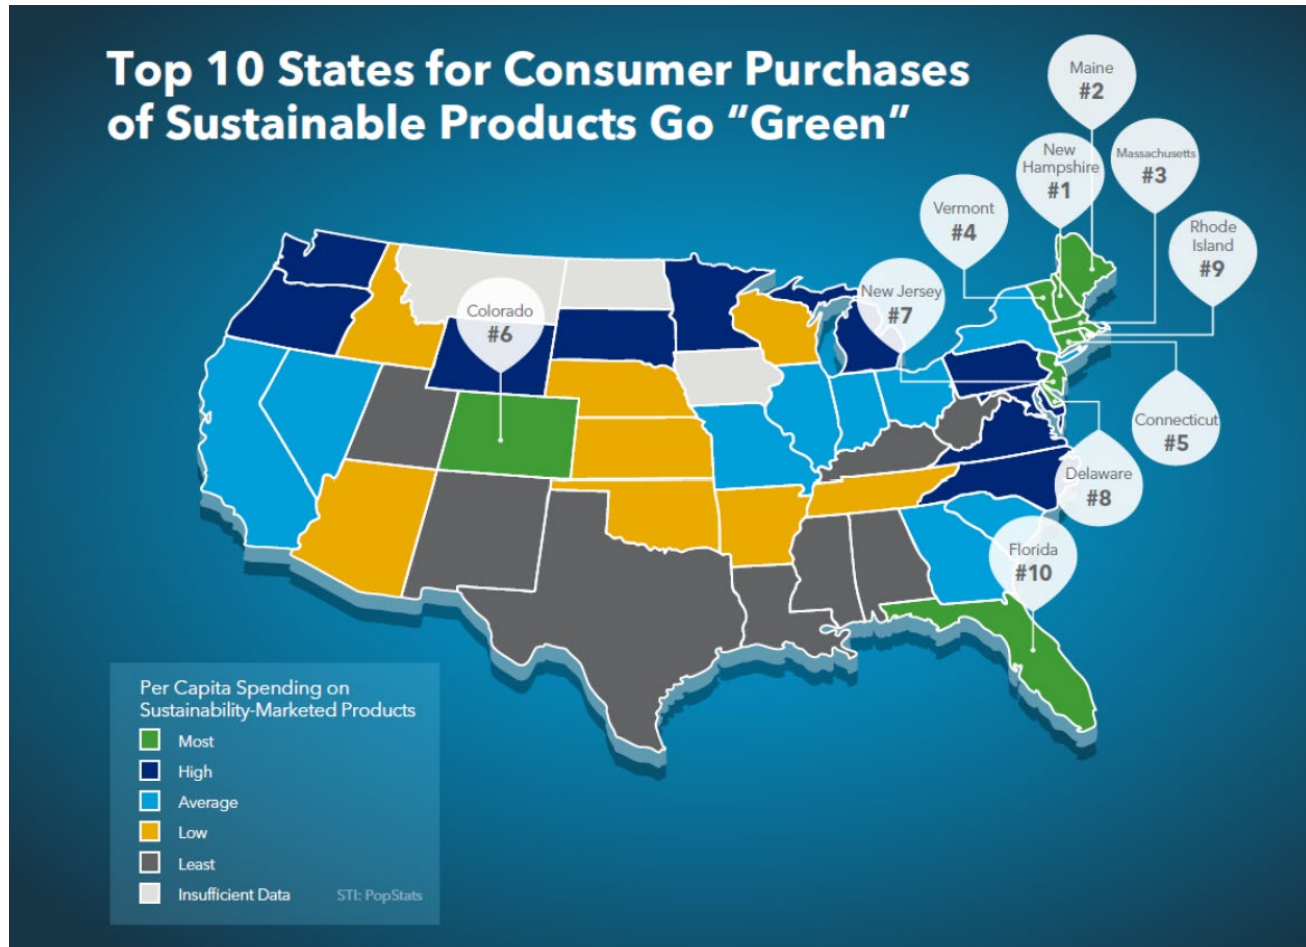 Top 10 States for Consumer Purchases
of Sustainable Products Go “Green”
Maine
#2
New
Hampshire
#1
Massachusetts
#3
Vermont
#4
Rhode
Island
#9
New Jersey
#7
Colorado
#6
Connecticut
#5
Delaware
#8
Florida
#10
Per Capita Spending on
Sustainability-Marketed Products
Most
High
Average
Low
Least
Insufficient Data
STI: PopStats